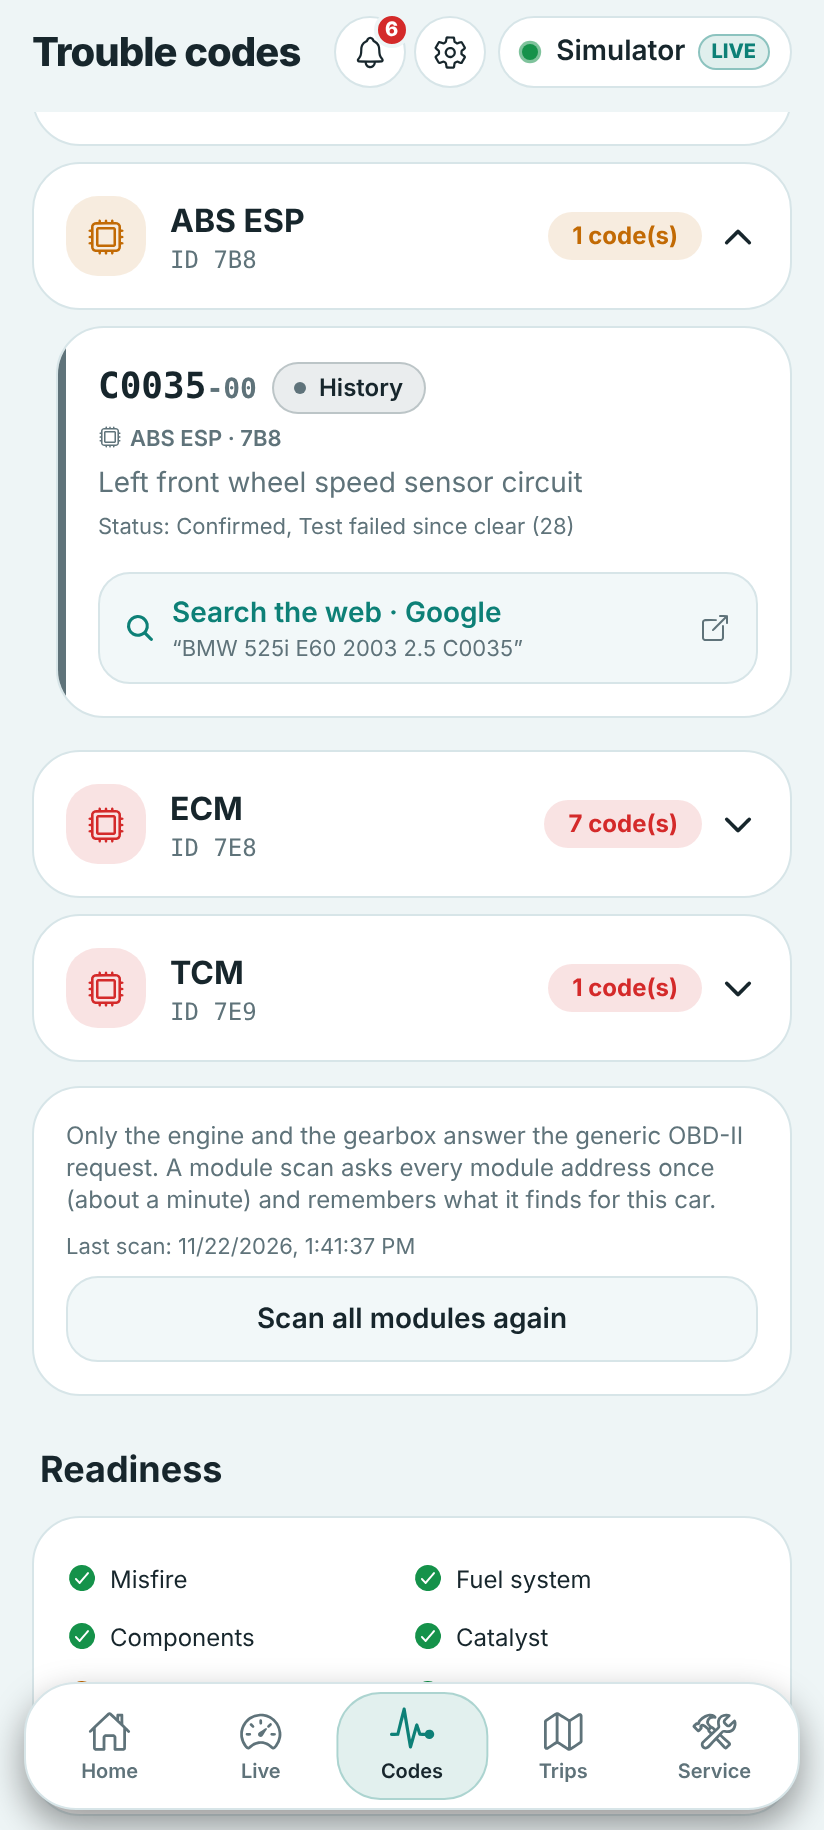 Trouble codes
6
Simulator LIVE
ABS ESP
ID 7B8
1 code(s)
C0035-00 History
ABS ESP · 7B8
Left front wheel speed sensor circuit
Status: Confirmed, Test failed since clear (28)
Search the web · Google
“BMW 525i E60 2003 2.5 C0035”
ECM
ID 7E8
7 code(s)
TCM
ID 7E9
1 code(s)
Only the engine and the gearbox answer the generic OBD-II
request. A module scan asks every module address once
(about a minute) and remembers what it finds for this car.
Last scan: 11/22/2026, 1:41:37 PM
Scan all modules again
Readiness
Misfire
Fuel system
Components
Catalyst
Home
Live
Codes
Trips
Service